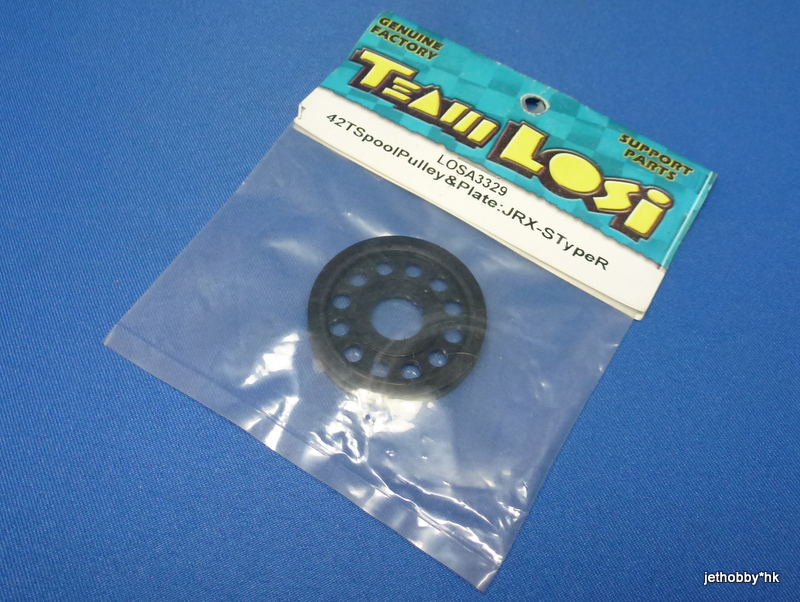 GENUINE
FACTORY
TEAM LOSI
SUPPORT
PARTS
LOSA3329
42TSpoolPulley&Plate:JRX-STypeR
jethobby*hk